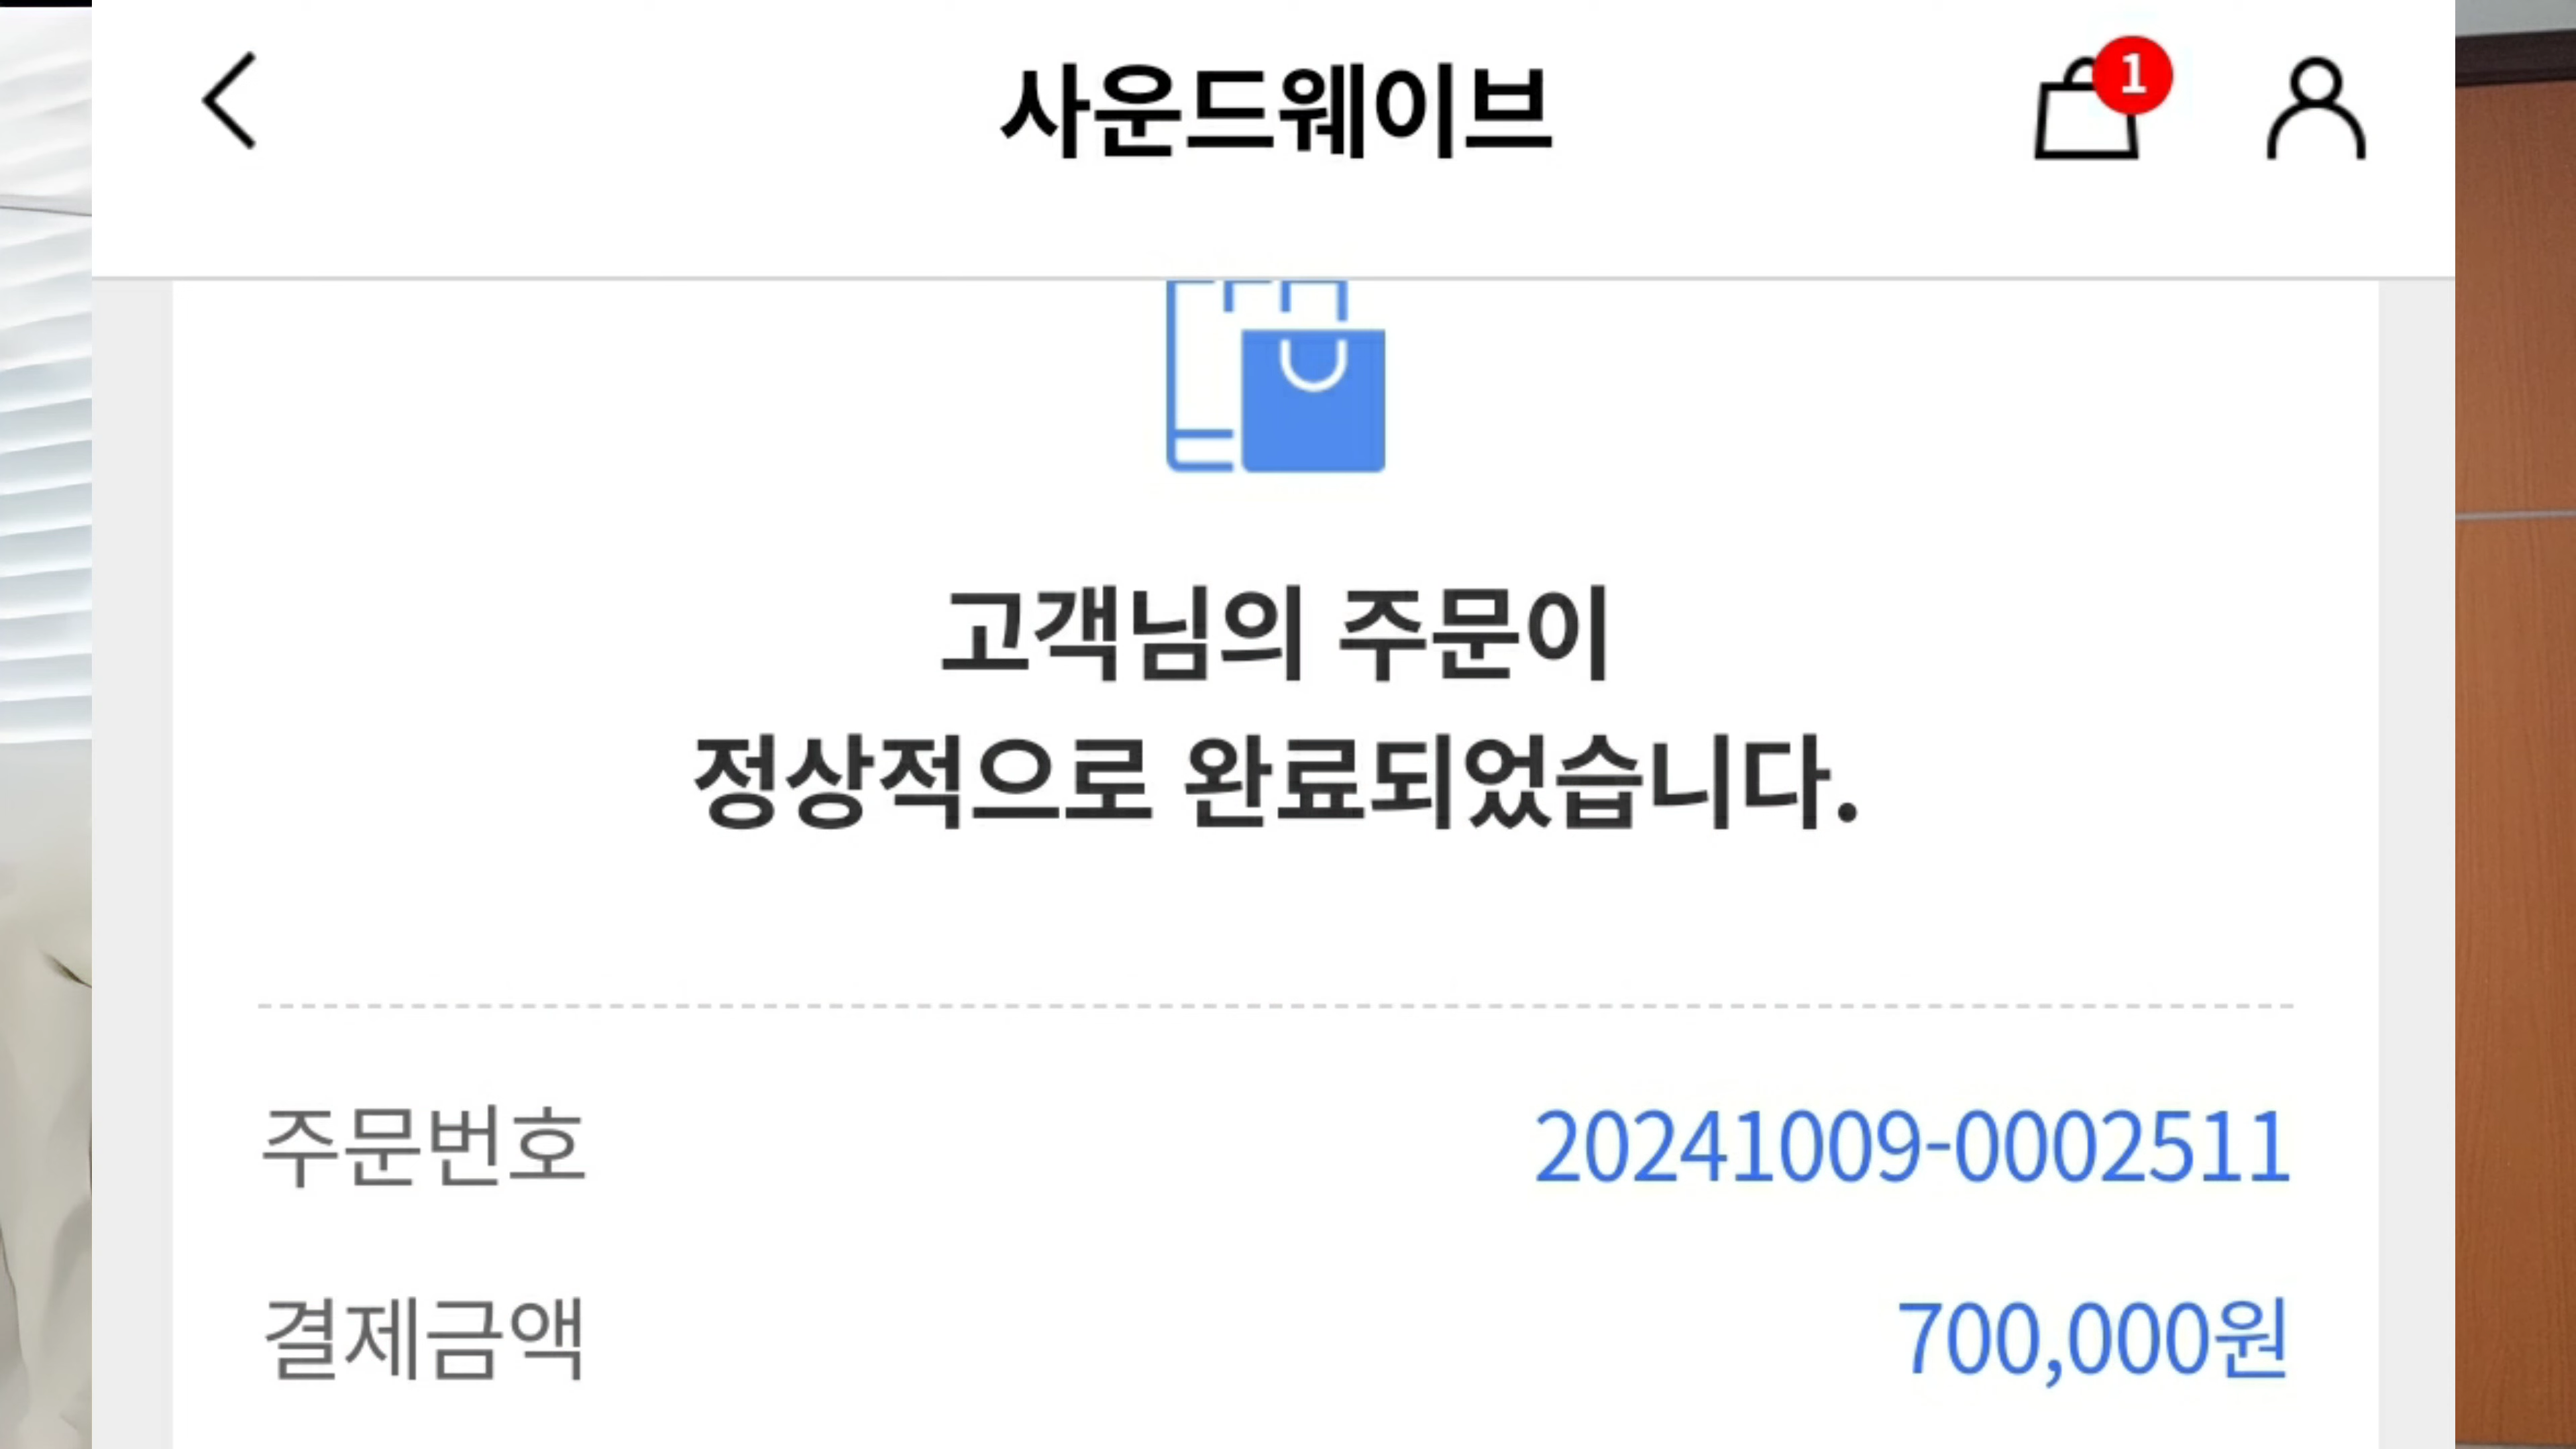 사운드웨이브
1
고객님의 주문이
정상적으로 완료되었습니다.
주문번호 20241009-0002511
결제금액 700,000원